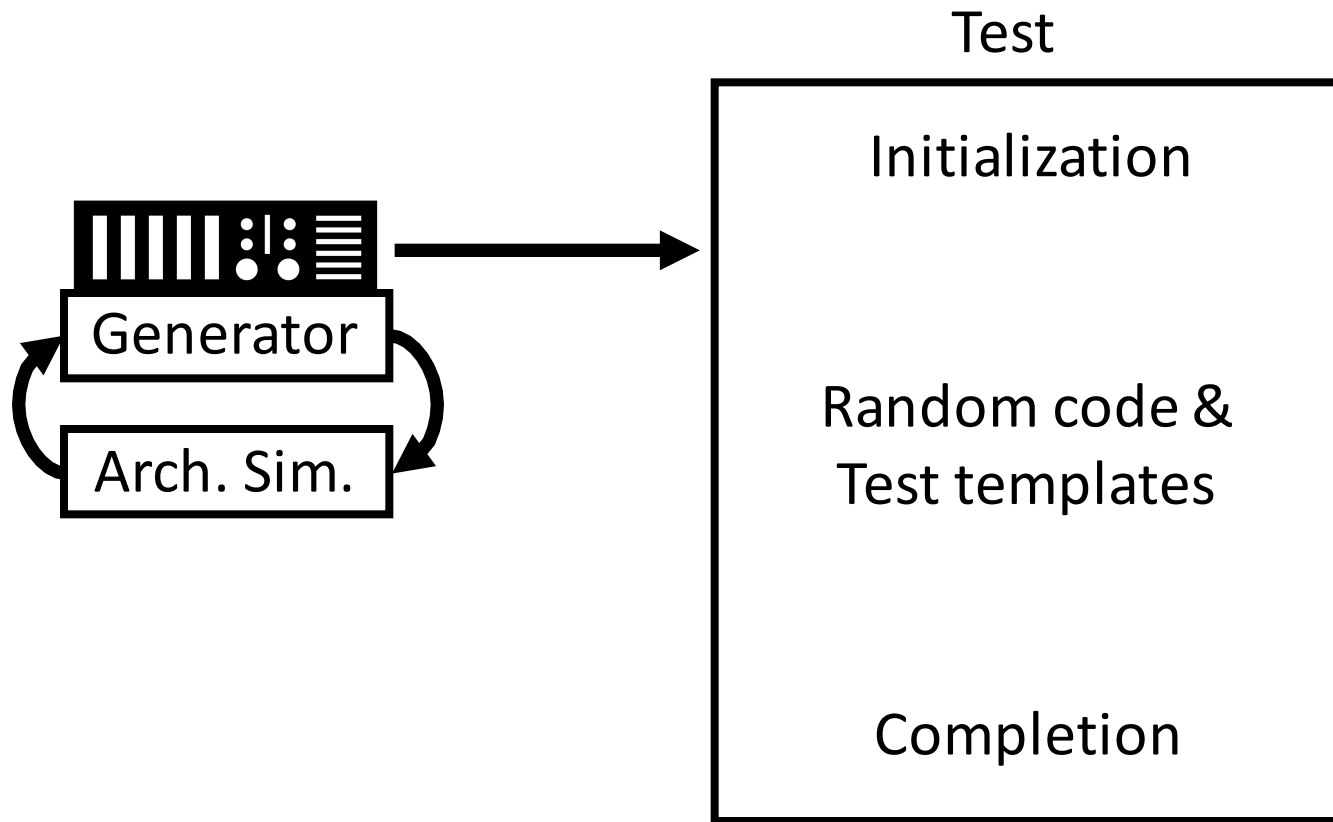 Test
Initialization
Generator
Arch. Sim.
Random code &
Test templates
Completion